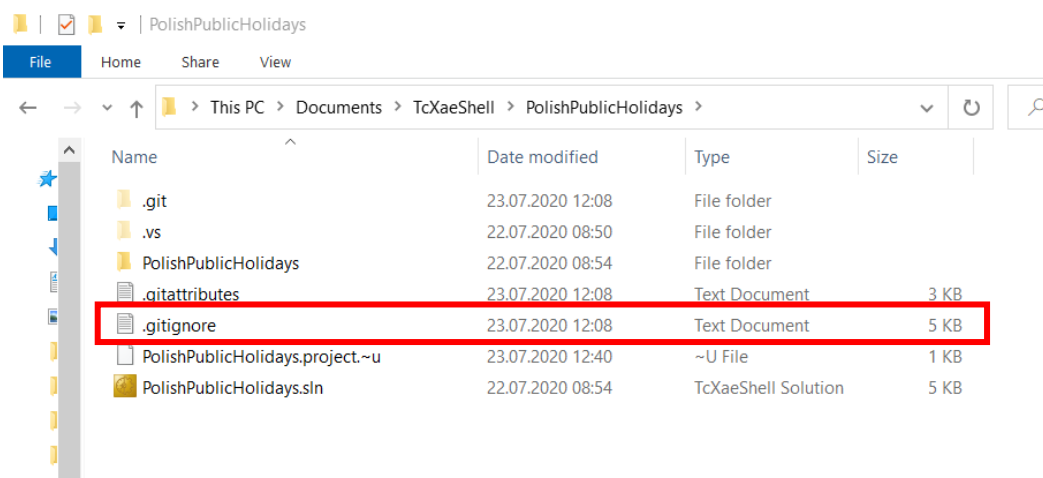 PolishPublicHolidays
File Home Share View
This PC > Documents > TcXaeShell > PolishPublicHolidays >
Name Date modified Type Size
.git 23.07.2020 12:08 File folder
.vs 22.07.2020 08:50 File folder
PolishPublicHolidays 22.07.2020 08:54 File folder
.gitattributes 23.07.2020 12:08 Text Document 3 KB
.gitignore 23.07.2020 12:08 Text Document 5 KB
PolishPublicHolidays.project.~u 23.07.2020 12:40 ~U File 1 KB
PolishPublicHolidays.sln 22.07.2020 08:54 TcXaeShell Solution 5 KB